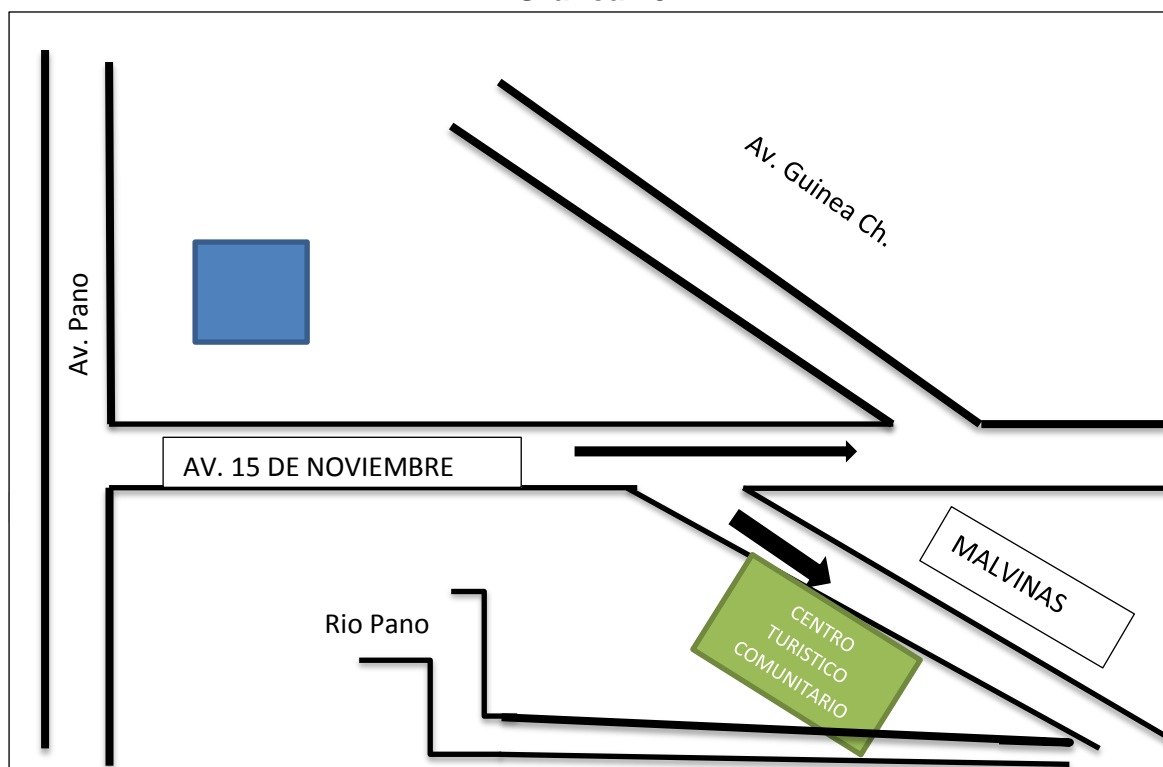 Av. Guinea Ch.
Av. Pano
AV. 15 DE NOVIEMBRE
MALVINAS
CENTRO
TURISTICO
COMUNITARIO
Rio Pano